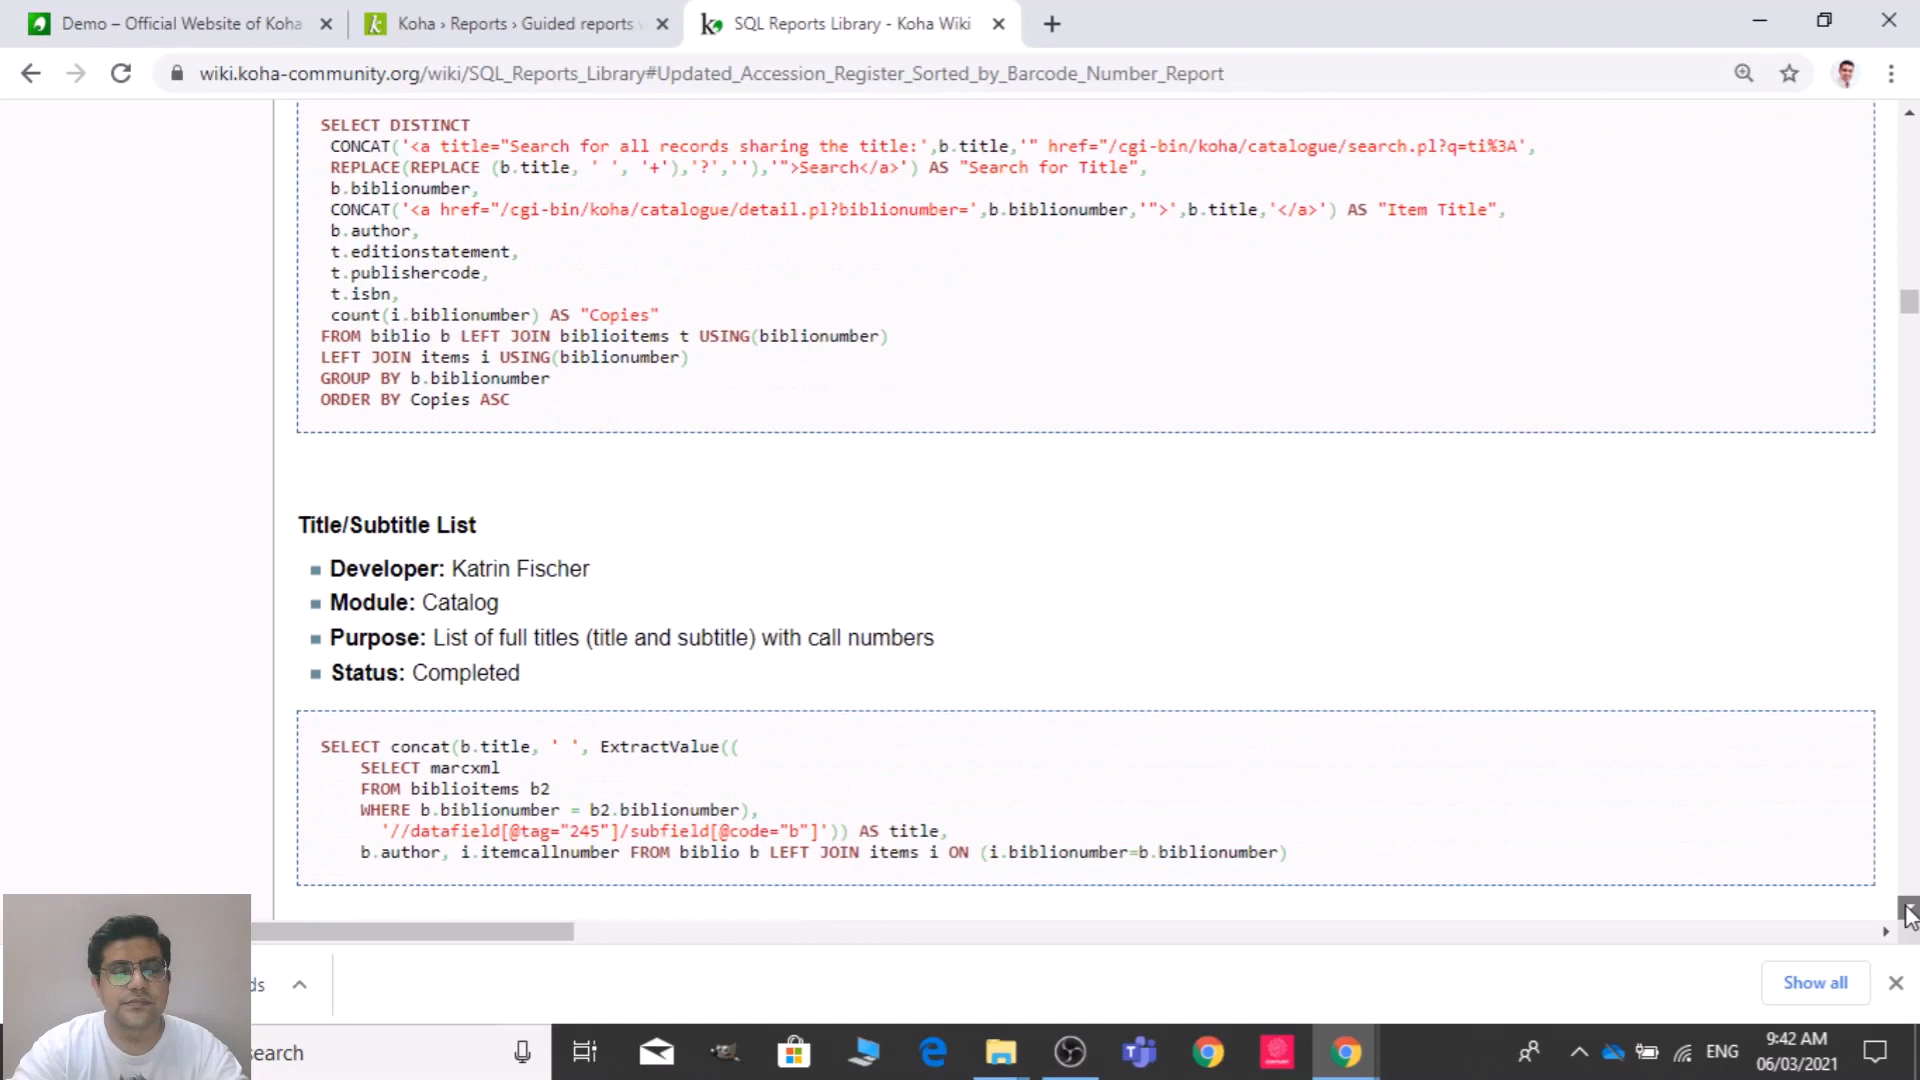 Demo – Official Website of Koha
Koha › Reports › Guided reports
SQL Reports Library - Koha Wiki
wiki.koha-community.org/wiki/SQL_Reports_Library#Updated_Accession_Register_Sorted_by_Barcode_Number_Report
SELECT DISTINCT
CONCAT('<a title="Search for all records sharing the title:',b.title,'" href="/cgi-bin/koha/catalogue/search.pl?q=ti%3A',
REPLACE(REPLACE (b.title, ' ', '+'),'?',''),'">Search</a>') AS "Search for Title",
b.biblionumber,
CONCAT('<a href="/cgi-bin/koha/catalogue/detail.pl?biblionumber=',b.biblionumber,'">',b.title,'</a>') AS "Item Title",
b.author,
t.editionstatement,
t.publishercode,
t.isbn,
count(i.biblionumber) AS "Copies"
FROM biblio b LEFT JOIN biblioitems t USING(biblionumber)
LEFT JOIN items i USING(biblionumber)
GROUP BY b.biblionumber
ORDER BY Copies ASC
Title/Subtitle List
Developer: Katrin Fischer
Module: Catalog
Purpose: List of full titles (title and subtitle) with call numbers
Status: Completed
SELECT concat(b.title, ' ', ExtractValue((
SELECT marcxml
FROM biblioitems b2
WHERE b.biblionumber = b2.biblionumber),
'//datafield[@tag="245"]/subfield[@code="b"]')) AS title,
b.author, i.itemcallnumber FROM biblio b LEFT JOIN items i ON (i.biblionumber=b.biblionumber)
ds
Show all
search
ENG
9:42 AM
06/03/2021